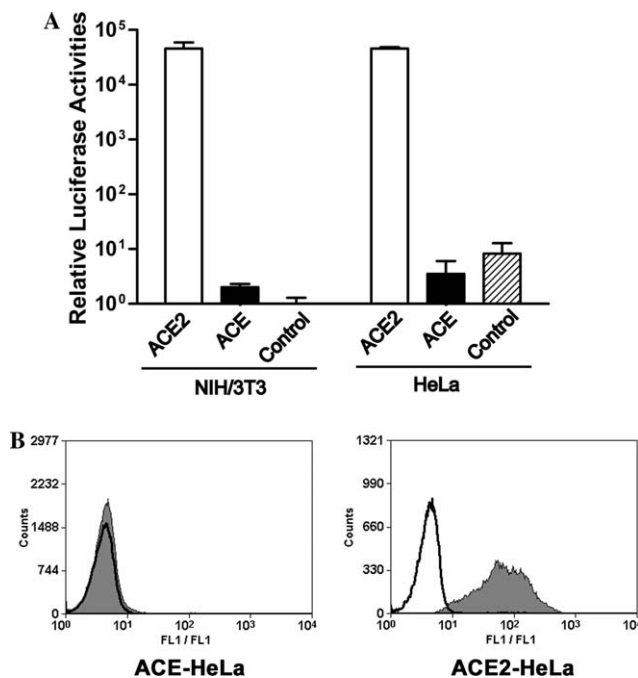 A
Relative Luciferase Activities
10^5
10^4
10^3
10^2
10^1
10^0
ACE2
ACE
Control
ACE2
ACE
Control
NIH/3T3
HeLa
B
2977
2232
1488
744
0
Counts
10^0
10^1
10^2
10^3
10^4
FL1 / FL1
ACE-HeLa
1321
990
660
330
0
Counts
10^0
10^1
10^2
10^3
10^4
FL1 / FL1
ACE2-HeLa